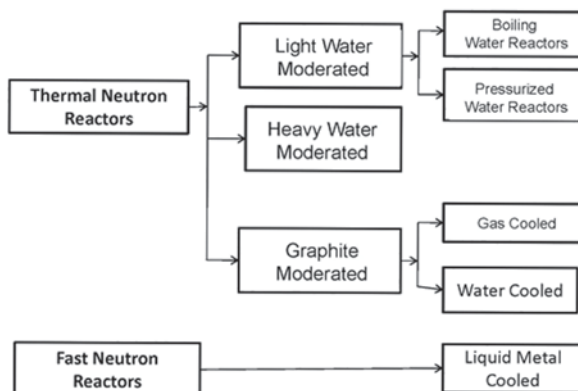 Boiling
Water Reactors
Light Water
Moderated
Pressurized
Water Reactors
Thermal Neutron
Reactors
Heavy Water
Moderated
Gas Cooled
Graphite
Moderated
Water Cooled
Fast Neutron
Reactors
Liquid Metal
Cooled